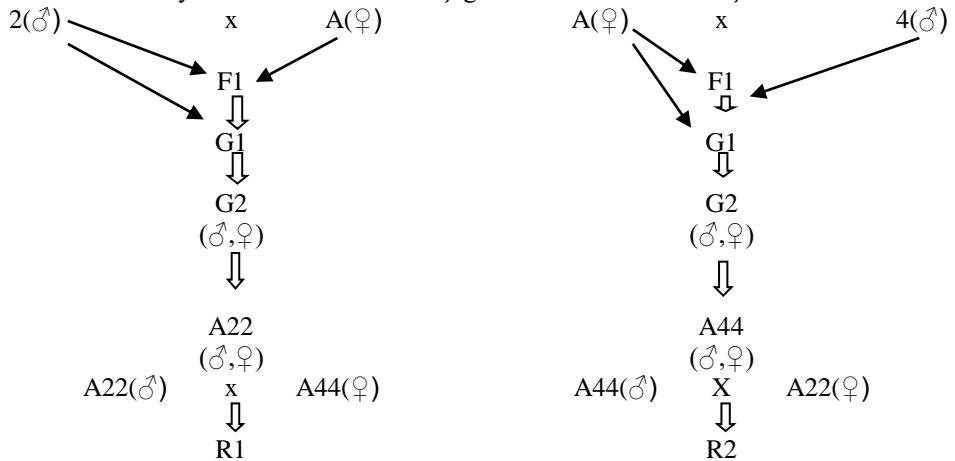 2(♂) x A(♀) A(♀) x 4(♂)
F1 F1
G1 G1
G2 G2
(♂,♀) (♂,♀)
A22 A44
(♂,♀) (♂,♀)
A22(♂) x A44(♀) A44(♂) X A22(♀)
R1 R2